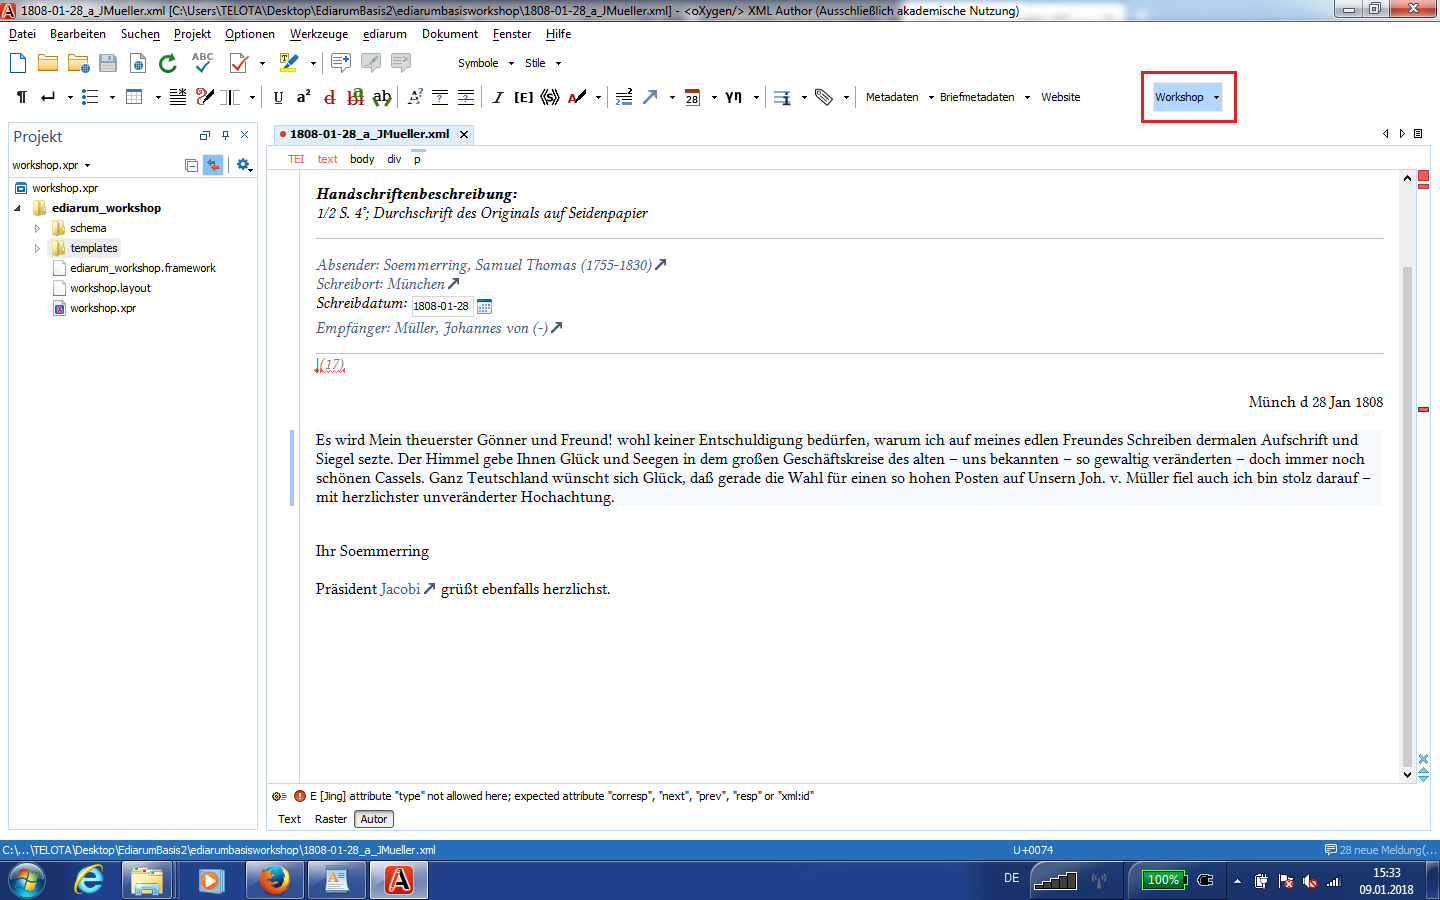 1808-01-28_a_JMueller.xml [C:\Users\TELOTA\Desktop\EdiarumBasis2\ediarumbasisworkshop\1808-01-28_a_JMueller.xml] - <oXygen/> XML Author (Ausschließlich akademische Nutzung)
Datei Bearbeiten Suchen Projekt Optionen Werkzeuge ediarum Dokument Fenster Hilfe
ABC Symbole Stile
¶ U a² d bl ab A? ? ? I [E] (S) A 28 γη Metadaten Briefmetadaten Website Workshop
Projekt
workshop.xpr
workshop.xpr
ediarum_workshop
schema
templates
ediarum_workshop.framework
workshop.layout
workshop.xpr
1808-01-28_a_JMueller.xml
TEI text body div p
Handschriftenbeschreibung:
1/2 S. 4°; Durchschrift des Originals auf Seidenpapier
Absender: Soemmerring, Samuel Thomas (1755-1830)
Schreibort: München
Schreibdatum: 1808-01-28
Empfänger: Müller, Johannes von (-)
(17)
Münch d 28 Jan 1808
Es wird Mein theuerster Gönner und Freund! wohl keiner Entschuldigung bedürfen, warum ich auf meines edlen Freundes Schreiben dermalen Aufschrift und
Siegel sezte. Der Himmel gebe Ihnen Glück und Seegen in dem großen Geschäftskreise des alten – uns bekannten – so gewaltig veränderten – doch immer noch
schönen Cassels. Ganz Teutschland wünscht sich Glück, daß gerade die Wahl für einen so hohen Posten auf Unsern Joh. v. Müller fiel auch ich bin stolz darauf –
mit herzlichster unveränderter Hochachtung.
Ihr Soemmerring
Präsident Jacobi grüßt ebenfalls herzlichst.
E [Jing] attribute "type" not allowed here; expected attribute "corresp", "next", "prev", "resp" or "xml:id"
Text Raster Autor
C:\...\TELOTA\Desktop\EdiarumBasis2\ediarumbasisworkshop\1808-01-28_a_JMueller.xml U+0074 28 neue Meldung(...
DE 100% 15:33
09.01.2018